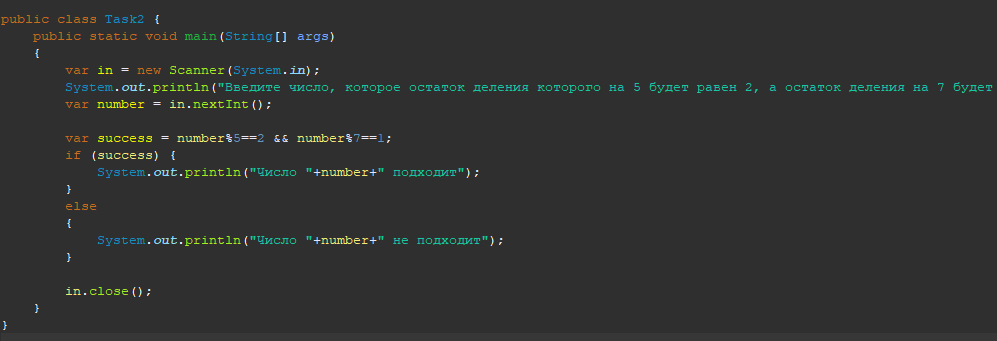 public class Task2 {
public static void main(String[] args)
{
var in = new Scanner(System.in);
System.out.println("Введите число, которое остаток деления которого на 5 будет равен 2, а остаток деления на 7 будет
var number = in.nextInt();
var success = number%5==2 && number%7==1;
if (success) {
System.out.println("Число "+number+" подходит");
}
else
{
System.out.println("Число "+number+" не подходит");
}
in.close();
}
}